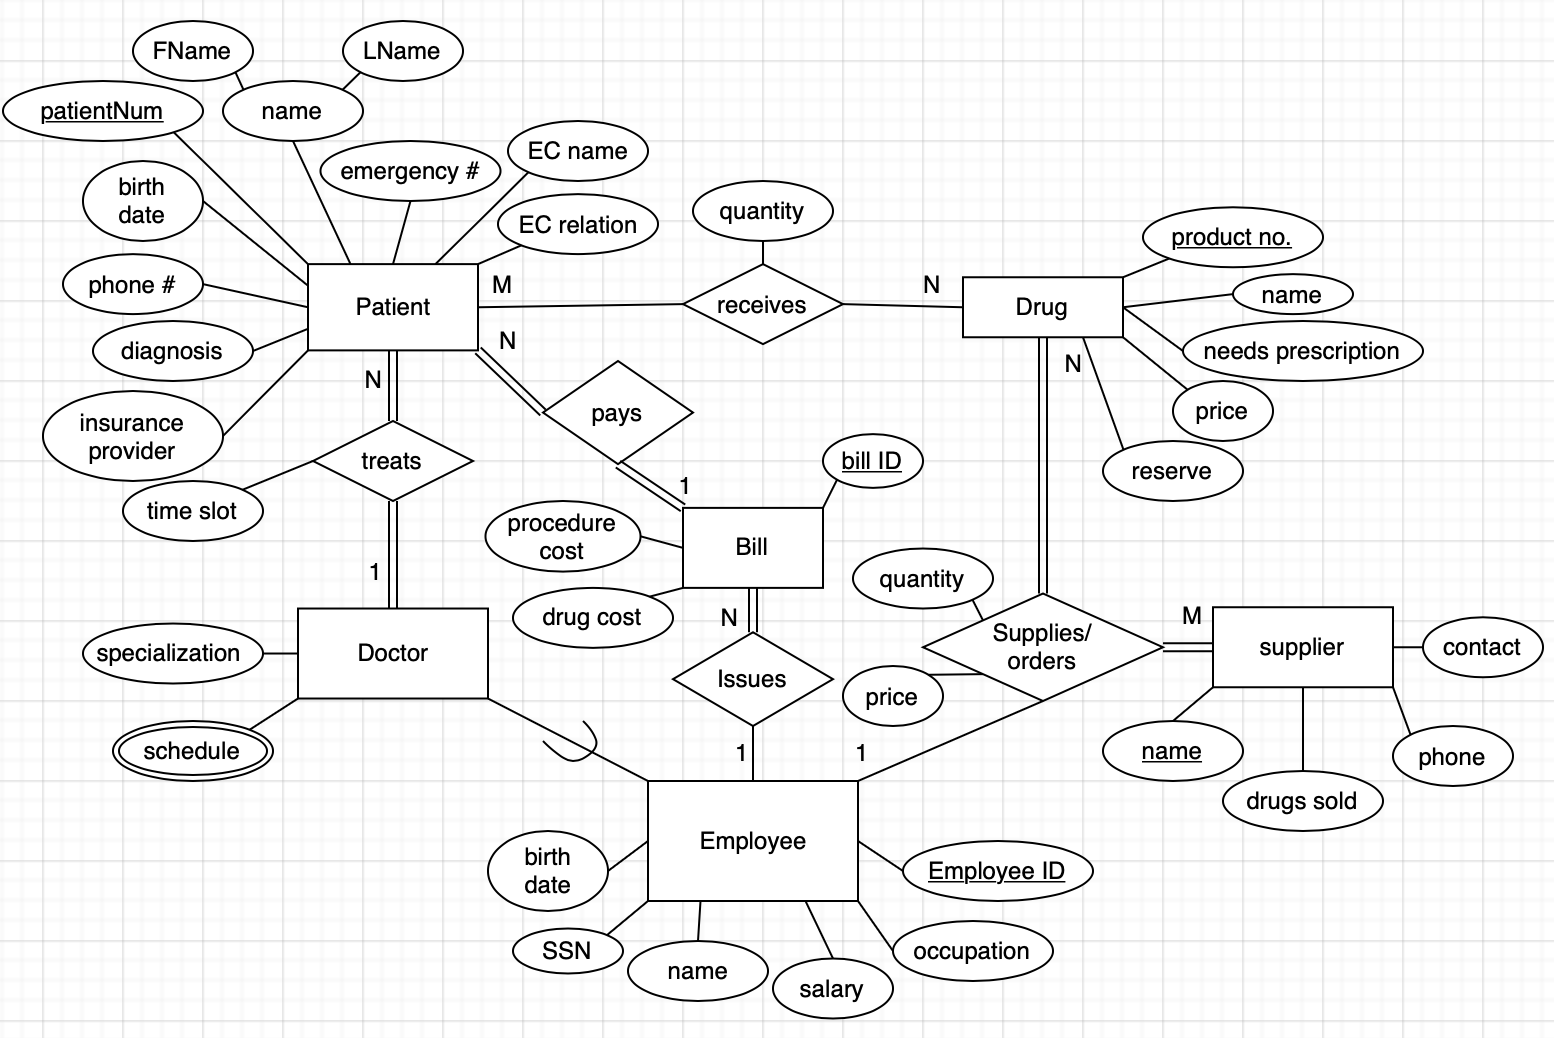 FName
LName
patientNum
name
EC name
emergency #
birth
date
quantity
EC relation
product no.
phone #
M
N
name
Patient
receives
Drug
N
diagnosis
needs prescription
N
N
insurance
provider
pays
price
treats
bill ID
reserve
time slot
1
procedure
cost
Bill
1
quantity
drug cost
N
M
specialization
Doctor
Supplies/
orders
supplier
contact
Issues
price
schedule
1
1
name
phone
drugs sold
Employee
birth
date
Employee ID
SSN
name
salary
occupation